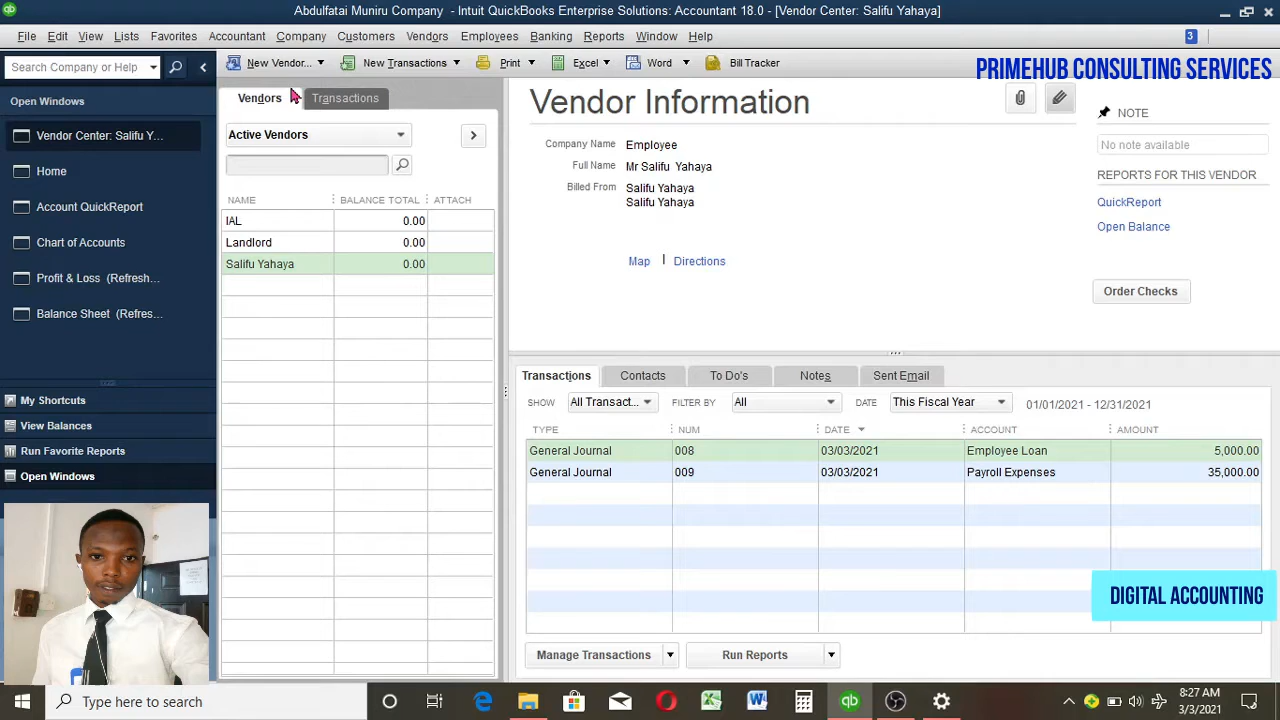 Abdulfatai Muniru Company - Intuit QuickBooks Enterprise Solutions: Accountant 18.0 - [Vendor Center: Salifu Yahaya]
File Edit View Lists Favorites Accountant Company Customers Vendors Employees Banking Reports Window Help 3
Search Company or Help
New Vendor... New Transactions Print Excel Word Bill Tracker
PRIMEHUB CONSULTING SERVICES
Open Windows
Vendor Center: Salifu Y...
Home
Account QuickReport
Chart of Accounts
Profit & Loss (Refresh...
Balance Sheet (Refres...
My Shortcuts
View Balances
Run Favorite Reports
Open Windows
Vendors Transactions
Active Vendors
NAME BALANCE TOTAL ATTACH
IAL 0.00
Landlord 0.00
Salifu Yahaya 0.00
Vendor Information
Company Name Employee
Full Name Mr Salifu Yahaya
Billed From Salifu Yahaya
Salifu Yahaya
Map Directions
NOTE
No note available
REPORTS FOR THIS VENDOR
QuickReport
Open Balance
Order Checks
Transactions Contacts To Do's Notes Sent Email
SHOW All Transact... FILTER BY All DATE This Fiscal Year 01/01/2021 - 12/31/2021
TYPE NUM DATE ACCOUNT AMOUNT
General Journal 008 03/03/2021 Employee Loan 5,000.00
General Journal 009 03/03/2021 Payroll Expenses 35,000.00
DIGITAL ACCOUNTING
Manage Transactions Run Reports
Type here to search
8:27 AM
3/3/2021